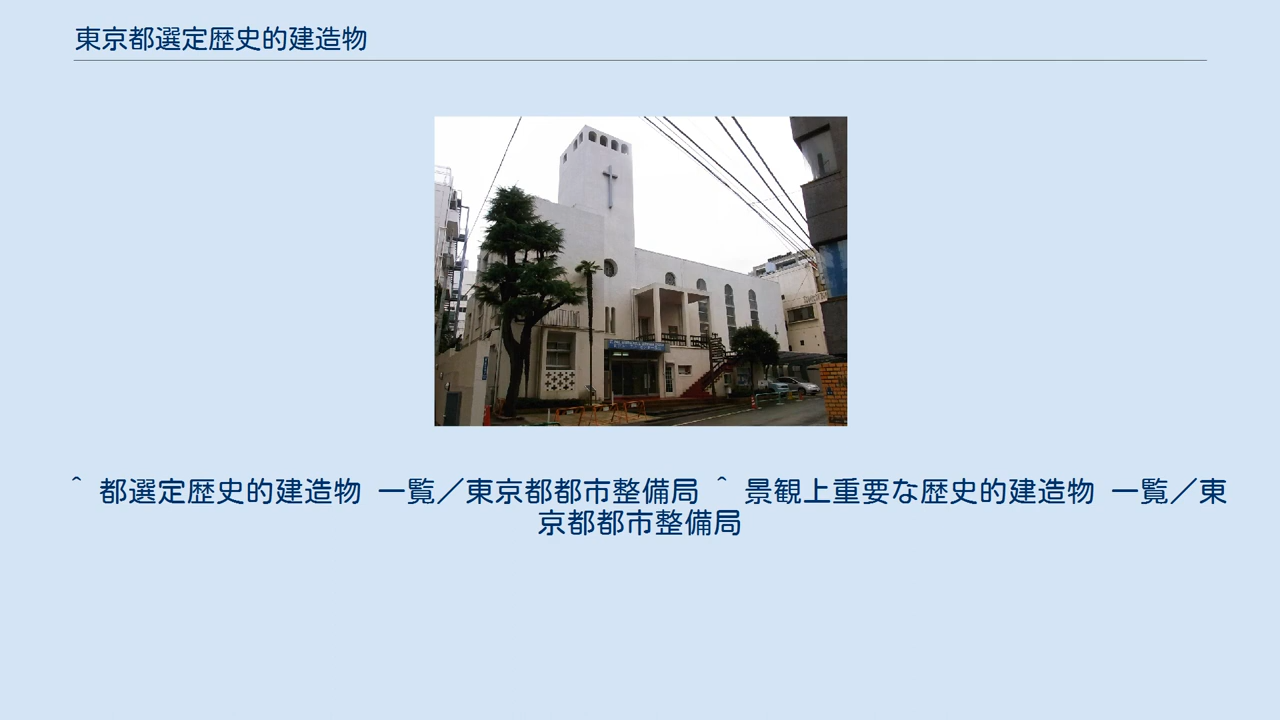 東京都選定歴史的建造物
^ 都選定歴史的建造物 一覧／東京都都市整備局 ^ 景観上重要な歴史的建造物 一覧／東
京都都市整備局